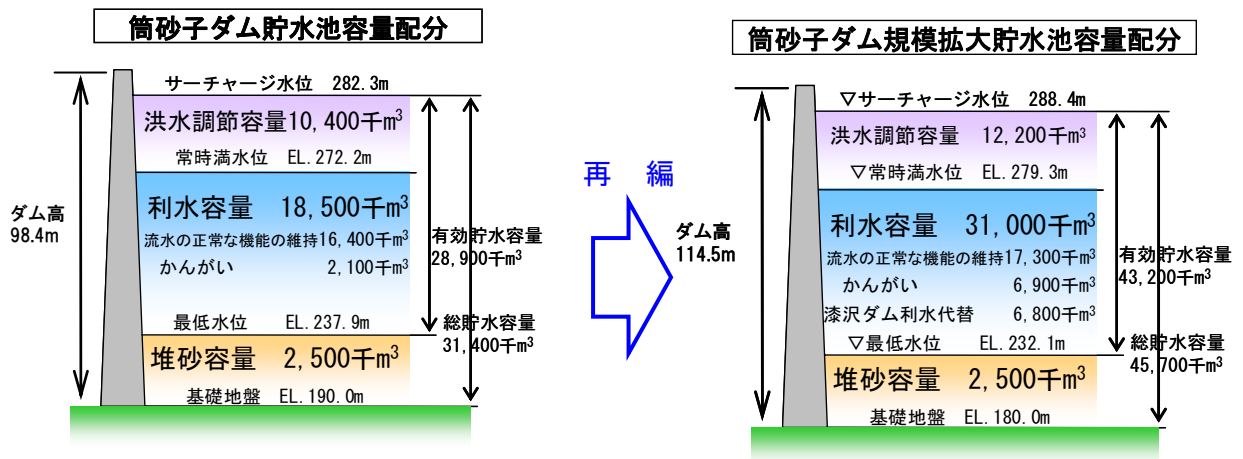 筒砂子ダム貯水池容量配分
サーチャージ水位 282.3m
洪水調節容量10,400千m³
常時満水位 EL.272.2m
ダム高
98.4m
利水容量 18,500千m³
流水の正常な機能の維持16,400千m³
かんがい 2,100千m³
有効貯水容量
28,900千m³
最低水位 EL.237.9m
総貯水容量
31,400千m³
堆砂容量 2,500千m³
基礎地盤 EL.190.0m
再 編
筒砂子ダム規模拡大貯水池容量配分
▽サーチャージ水位 288.4m
洪水調節容量 12,200千m³
▽常時満水位 EL.279.3m
ダム高
114.5m
利水容量 31,000千m³
流水の正常な機能の維持17,300千m³
かんがい 6,900千m³
漆沢ダム利水代替 6,800千m³
有効貯水容量
43,200千m³
▽最低水位 EL.232.1m
総貯水容量
45,700千m³
堆砂容量 2,500千m³
基礎地盤 EL.180.0m